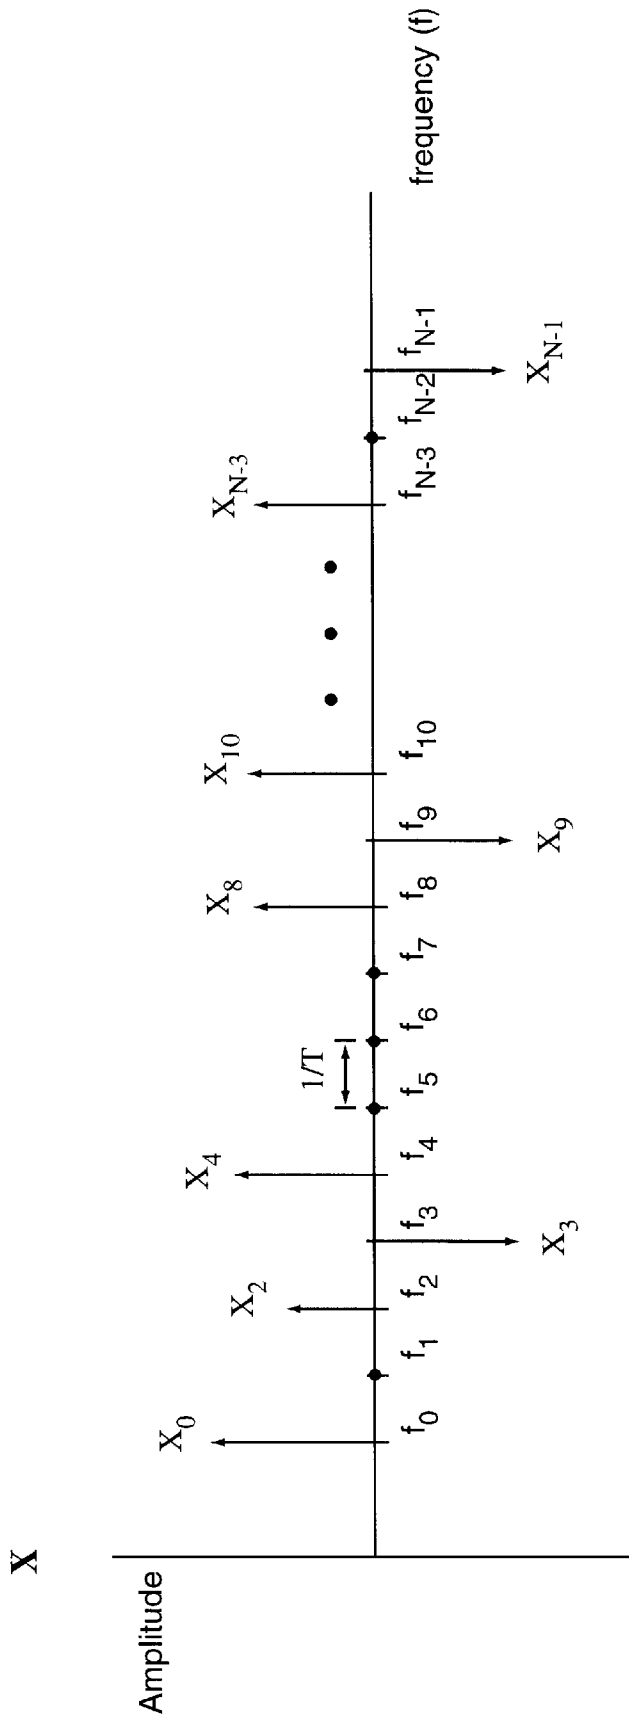 X
Amplitude
X0 X2 X4 X8 X10 XN-3
1/T
f0 f1 f2 f3 f4 f5 f6 f7 f8 f9 f10 fN-3 fN-2 fN-1
frequency (f)
X3 X9 XN-1